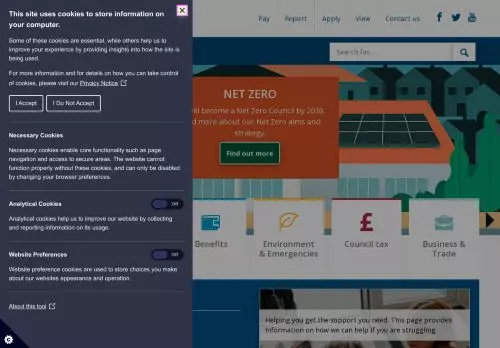 This site uses cookies to store information on
your computer.
Some of these cookies are essential, while others help us to
improve your experience by providing insights into how the site is
being used.
For more information and for details on how you can take control
of cookies, please visit our Privacy Notice
I Accept
I Do Not Accept
Necessary Cookies
Necessary cookies enable core functionality such as page
navigation and access to secure areas. The website cannot
function properly without these cookies, and can only be disabled
by changing your browser preferences.
Analytical Cookies
Off
Analytical cookies help us to improve our website by collecting
and reporting information on its usage.
Website Preferences
Off
Website preference cookies are used to store choices you make
about our websites appearance and operation.
About this tool
Pay
Report
Apply
View
Contact us
Search for...
NET ZERO
will become a Net Zero Council by 2030.
d more about our Net Zero aims and
strategy.
Find out more
Benefits
Environment
& Emergencies
Council tax
Business &
Trade
Helping you get the support you need. This page provides
information on how we can help if you are struggling.